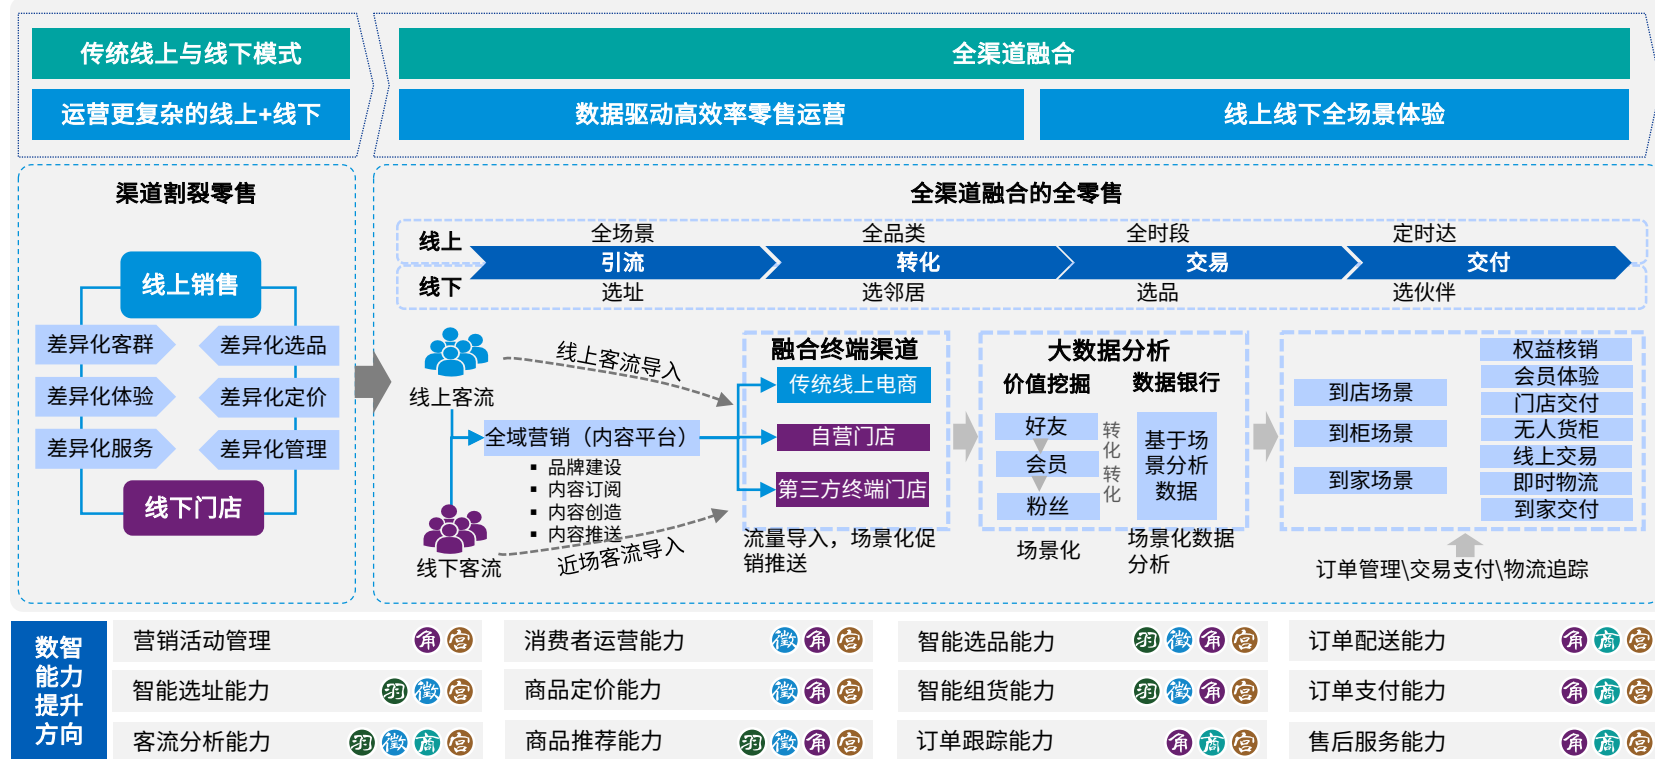 传统线上与线下模式
全渠道融合
运营更复杂的线上+线下
数据驱动高效率零售运营
线上线下全场景体验
渠道割裂零售
线上销售
差异化客群
差异化选品
差异化体验
差异化定价
差异化服务
差异化管理
线下门店
全渠道融合的全零售
线上
全场景
全品类
全时段
定时达
引流
转化
交易
交付
线下
选址
选邻居
选品
选伙伴
线上客流
线上客流导入
全域营销（内容平台）
▪ 品牌建设
▪ 内容订阅
▪ 内容创造
▪ 内容推送
线下客流
近场客流导入
融合终端渠道
传统线上电商
自营门店
第三方终端门店
流量导入，场景化促
销推送
大数据分析
价值挖掘
数据银行
好友
转化
会员
转化
粉丝
基于场
景分析
数据
场景化
场景化数据
分析
到店场景
到柜场景
到家场景
权益核销
会员体验
门店交付
无人货柜
线上交易
即时物流
到家交付
订单管理\交易支付\物流追踪
数智
能力
提升
方向
营销活动管理 角 宫
消费者运营能力 徵 角 宫
智能选品能力 羽 徵 角 宫
订单配送能力 角 商 宫
智能选址能力 羽 徵 宫
商品定价能力 徵 角 宫
智能组货能力 羽 徵 角 宫
订单支付能力 角 商 宫
客流分析能力 羽 徵 商 宫
商品推荐能力 羽 徵 角 宫
订单跟踪能力 角 商 宫
售后服务能力 角 商 宫